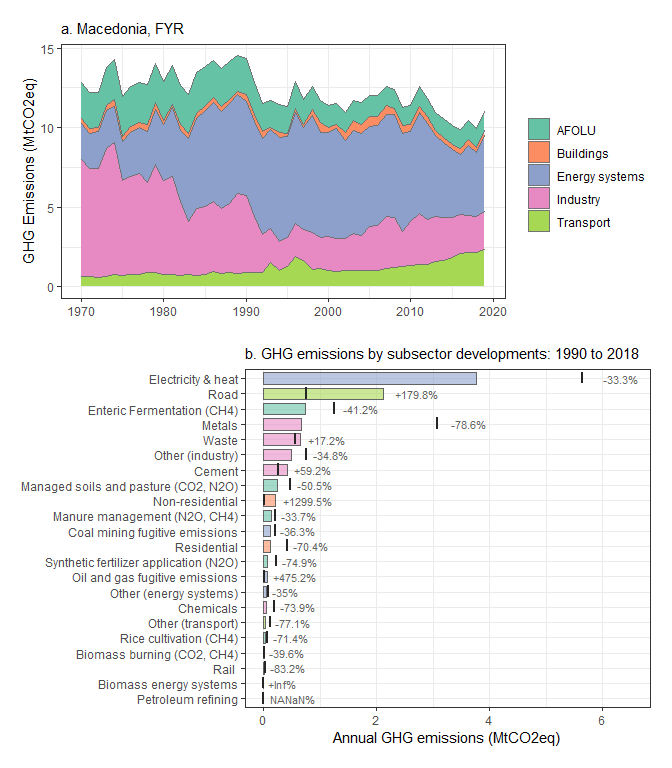 a. Macedonia, FYR
15
10
5
0
GHG Emissions (MtCO2eq)
1970 1980 1990 2000 2010 2020
AFOLU
Buildings
Energy systems
Industry
Transport
b. GHG emissions by subsector developments: 1990 to 2018
Electricity & heat -33.3%
Road +179.8%
Enteric Fermentation (CH4) -41.2%
Metals -78.6%
Waste +17.2%
Other (industry) -34.8%
Cement +59.2%
Managed soils and pasture (CO2, N2O) -50.5%
Non-residential +1299.5%
Manure management (N2O, CH4) -33.7%
Coal mining fugitive emissions -36.3%
Residential -70.4%
Synthetic fertilizer application (N2O) -74.9%
Oil and gas fugitive emissions +475.2%
Other (energy systems) -35%
Chemicals -73.9%
Other (transport) -77.1%
Rice cultivation (CH4) -71.4%
Biomass burning (CO2, CH4) -39.6%
Rail -83.2%
Biomass energy systems +Inf%
Petroleum refining NANaN%
0 2 4 6
Annual GHG emissions (MtCO2eq)